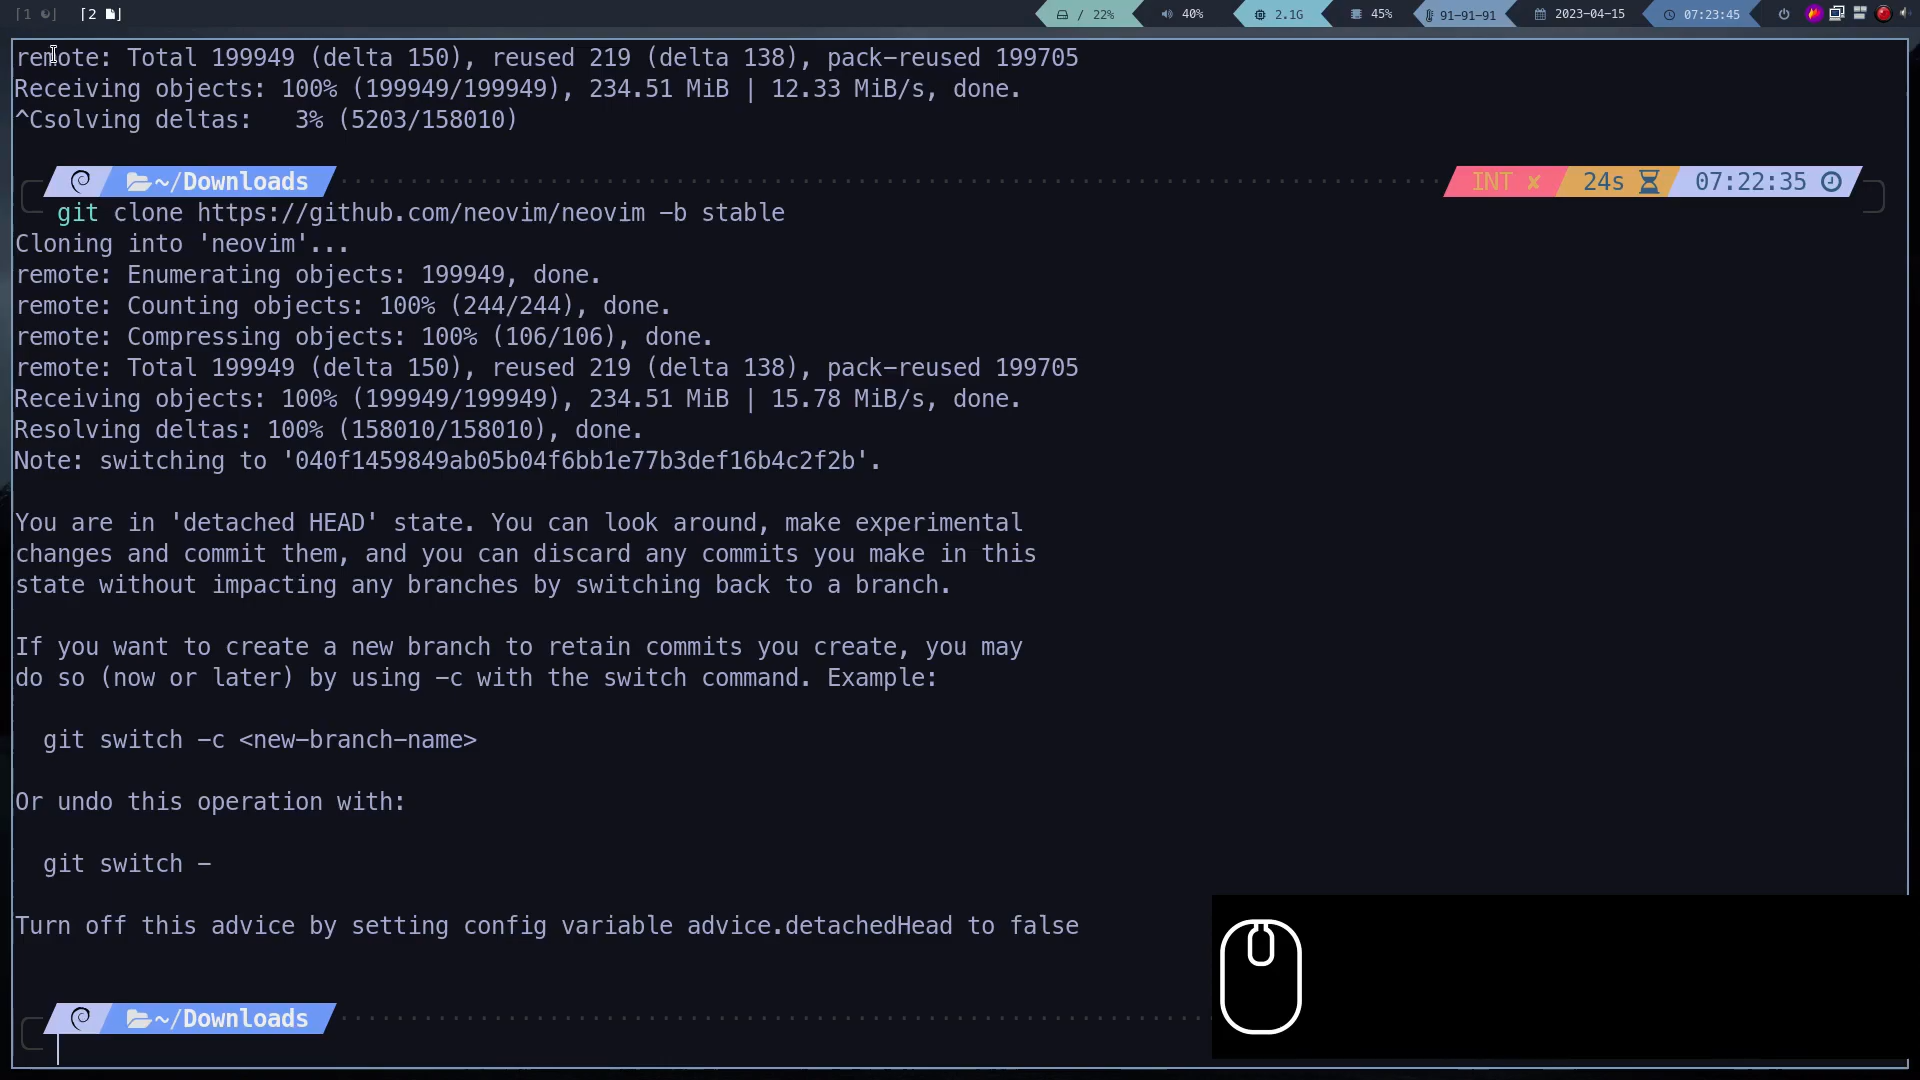 [1 ]
[2 ]
/ 22%
40%
2.1G
45%
91-91-91
2023-04-15
07:23:45
remote: Total 199949 (delta 150), reused 219 (delta 138), pack-reused 199705
Receiving objects: 100% (199949/199949), 234.51 MiB | 12.33 MiB/s, done.
^Csolving deltas:   3% (5203/158010)
~/Downloads
INT ✘ 24s 07:22:35
git clone https://github.com/neovim/neovim -b stable
Cloning into 'neovim'...
remote: Enumerating objects: 199949, done.
remote: Counting objects: 100% (244/244), done.
remote: Compressing objects: 100% (106/106), done.
remote: Total 199949 (delta 150), reused 219 (delta 138), pack-reused 199705
Receiving objects: 100% (199949/199949), 234.51 MiB | 15.78 MiB/s, done.
Resolving deltas: 100% (158010/158010), done.
Note: switching to '040f1459849ab05b04f6bb1e77b3def16b4c2f2b'.
You are in 'detached HEAD' state. You can look around, make experimental
changes and commit them, and you can discard any commits you make in this
state without impacting any branches by switching back to a branch.
If you want to create a new branch to retain commits you create, you may
do so (now or later) by using -c with the switch command. Example:
git switch -c <new-branch-name>
Or undo this operation with:
git switch -
Turn off this advice by setting config variable advice.detachedHead to false
~/Downloads